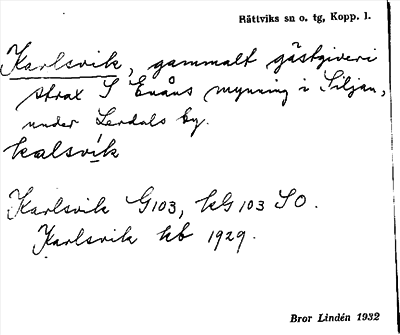 Rättviks sn o. tg, Kopp. l.
Karlsvik, gammalt gästgiveri
strax S Enåns mynning i Siljan,
under Lerdals by.
kalsvik
Karlsvik G103, kG 103 SO.
Karlsvik kb 1929.
Bror Lindén 1932